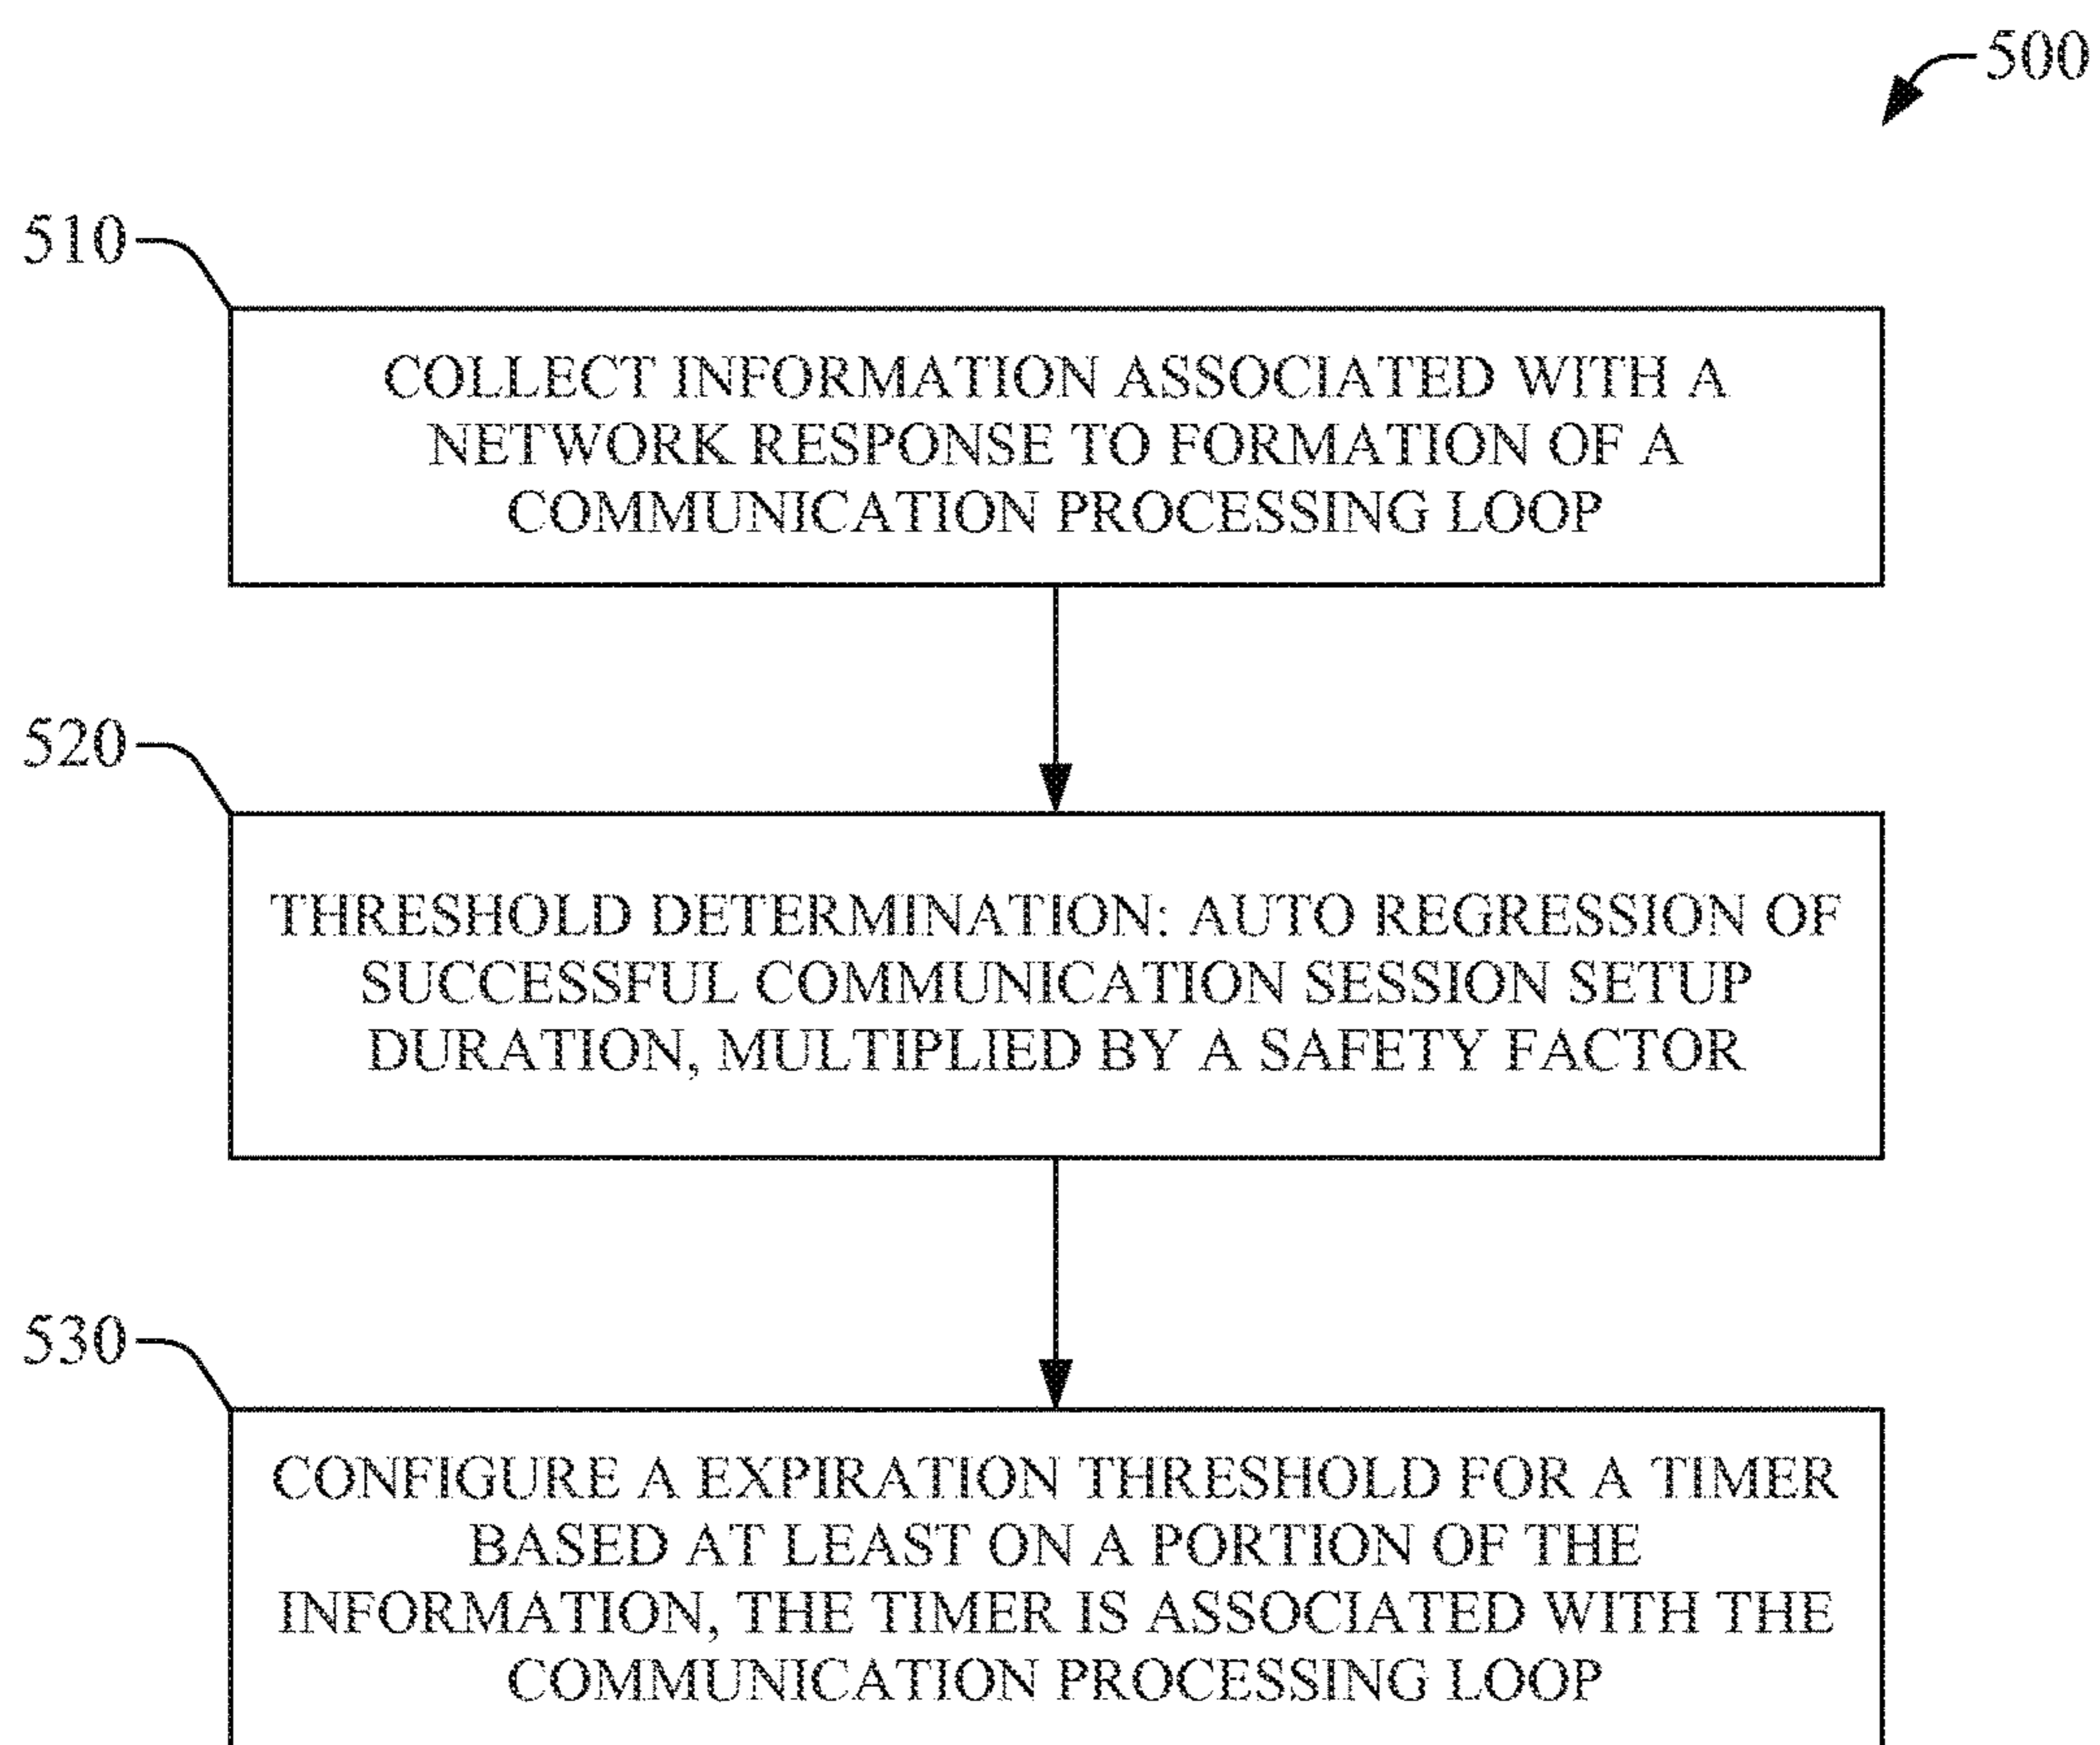 500
510
COLLECT INFORMATION ASSOCIATED WITH A
NETWORK RESPONSE TO FORMATION OF A
COMMUNICATION PROCESSING LOOP
520
THRESHOLD DETERMINATION: AUTO REGRESSION OF
SUCCESSFUL COMMUNICATION SESSION SETUP
DURATION, MULTIPLIED BY A SAFETY FACTOR
530
CONFIGURE A EXPIRATION THRESHOLD FOR A TIMER
BASED AT LEAST ON A PORTION OF THE
INFORMATION, THE TIMER IS ASSOCIATED WITH THE
COMMUNICATION PROCESSING LOOP